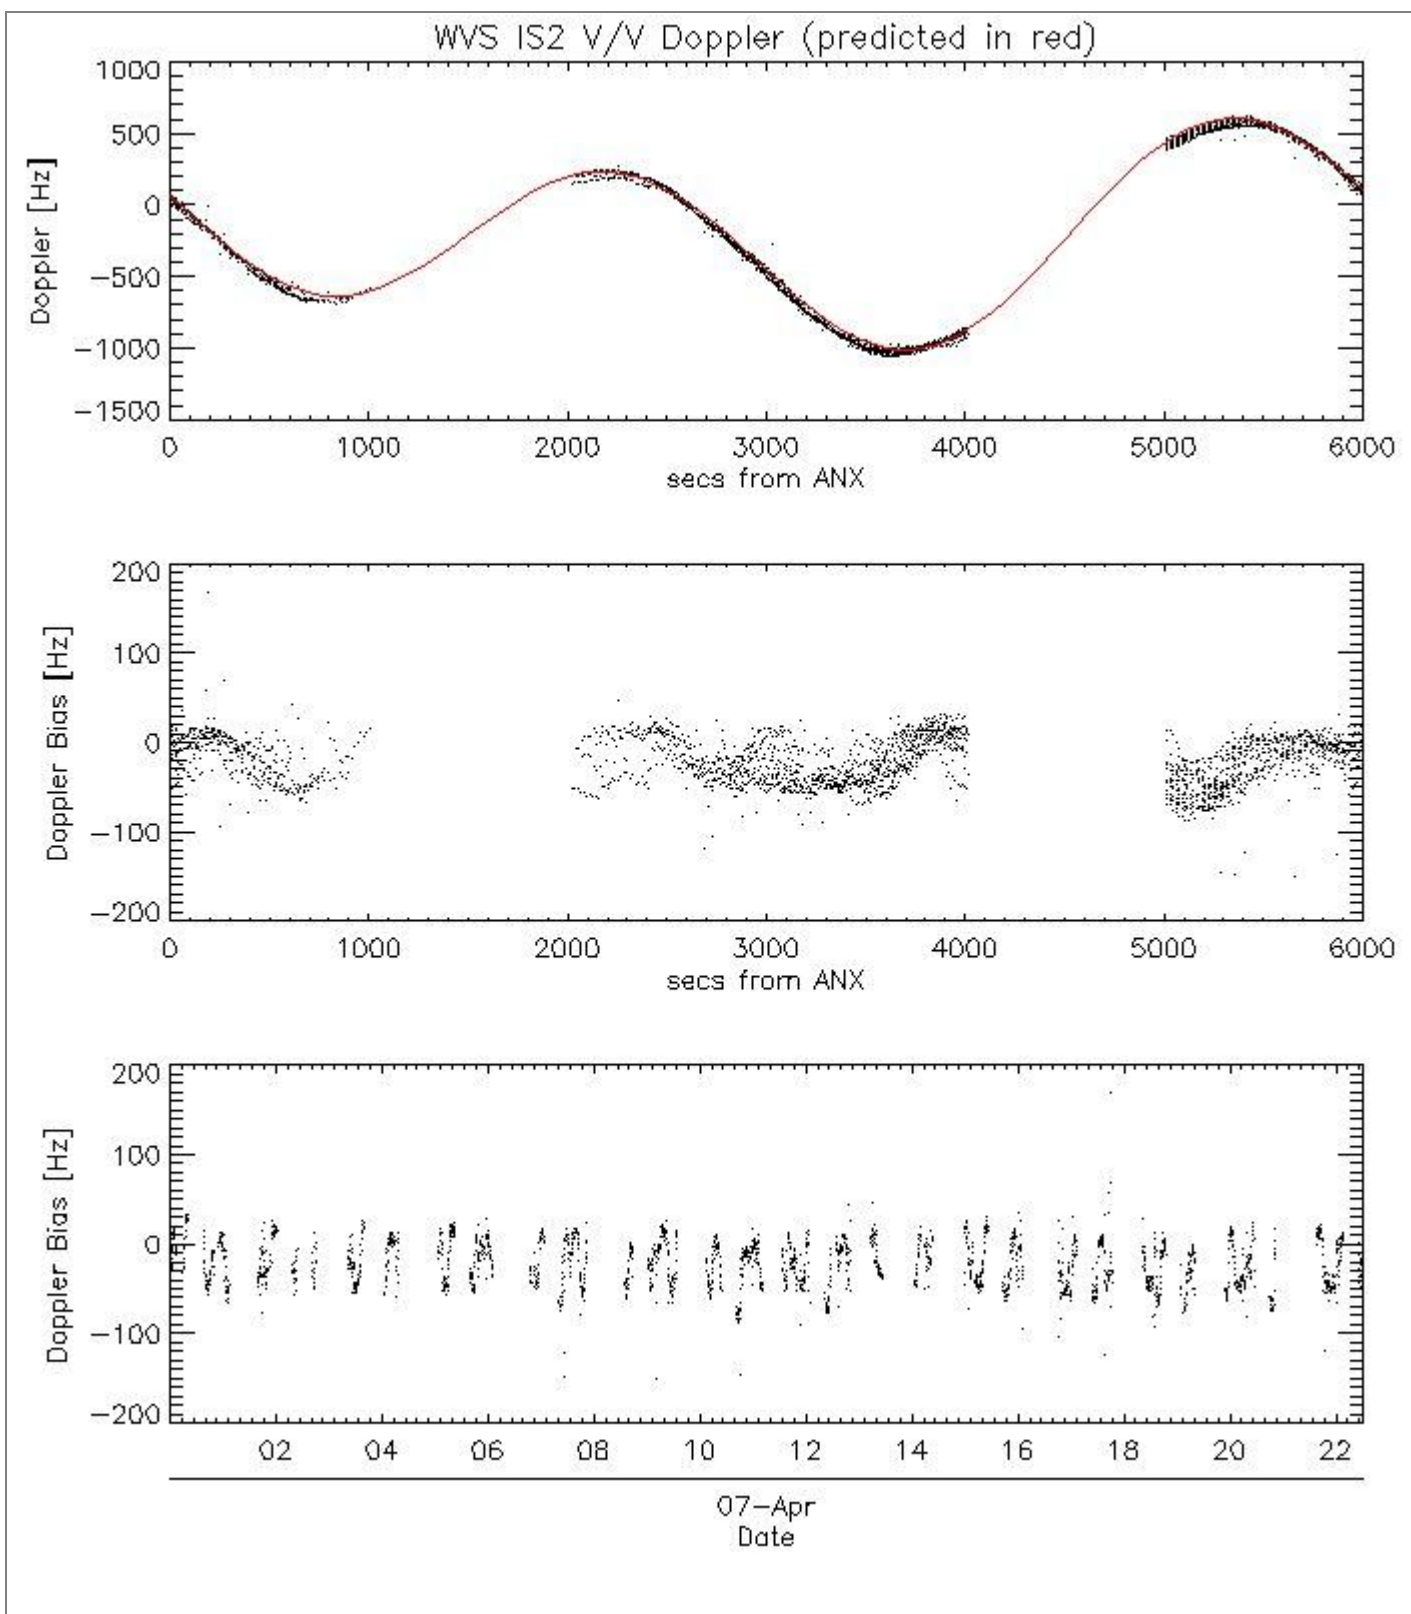 WVS IS2 V/V Doppler (predicted in red)
1000
500
0
−500
−1000
−1500
Doppler [Hz]
0 1000 2000 3000 4000 5000 6000
secs from ANX
200
100
0
−100
−200
Doppler Bias [Hz]
0 1000 2000 3000 4000 5000 6000
secs from ANX
200
100
0
−100
−200
Doppler Bias [Hz]
02 04 06 08 10 12 14 16 18 20 22
07−Apr
Date